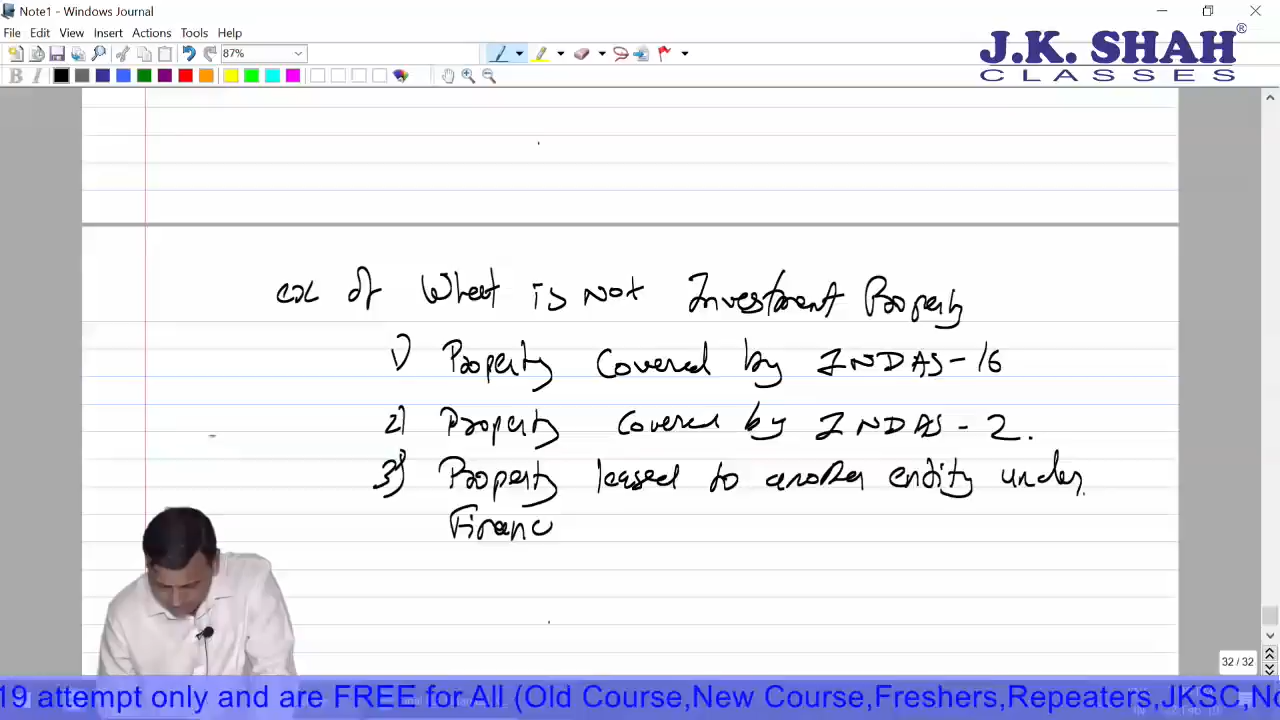 Note1 - Windows Journal
File Edit View Insert Actions Tools Help
87%
J.K. SHAH®
CLASSES
B I
ex of What is Not Investment Property
1) Property Covered by INDAS-16
2) Property covered by INDAS-2.
3) Property leased to another entity under
Financ
32 / 32
19 attempt only and are FREE for All (Old Course,New Course,Freshers,Repeaters,JKSC,No